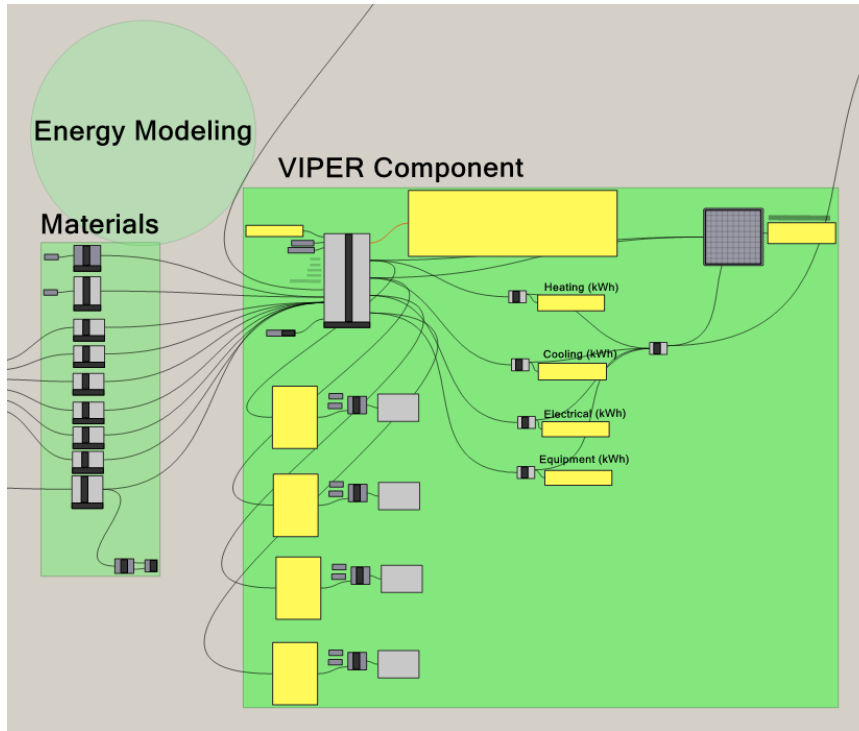 Energy Modeling
VIPER Component
Materials
Heating (kWh)
Cooling (kWh)
Electrical (kWh)
Equipment (kWh)